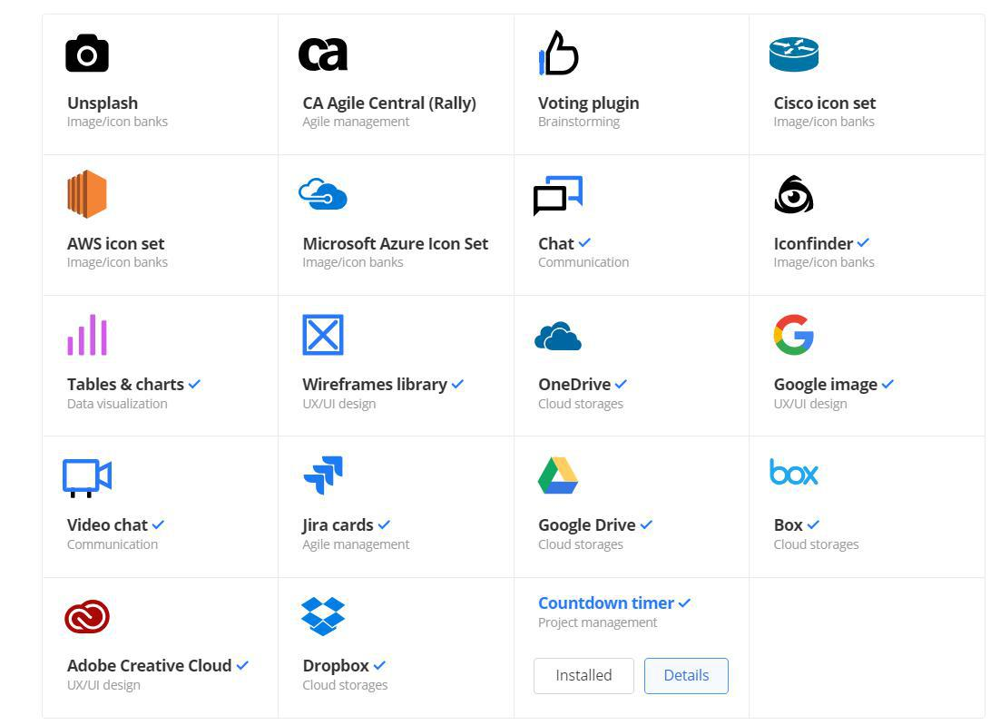 ca
Unsplash
Image/icon banks
CA Agile Central (Rally)
Agile management
Voting plugin
Brainstorming
Cisco icon set
Image/icon banks
AWS icon set
Image/icon banks
Microsoft Azure Icon Set
Image/icon banks
Chat
Communication
Iconfinder
Image/icon banks
Tables & charts
Data visualization
Wireframes library
UX/UI design
OneDrive
Cloud storages
G
Google image
UX/UI design
Video chat
Communication
Jira cards
Agile management
Google Drive
Cloud storages
box
Box
Cloud storages
Adobe Creative Cloud
UX/UI design
Dropbox
Cloud storages
Countdown timer
Project management
Installed
Details